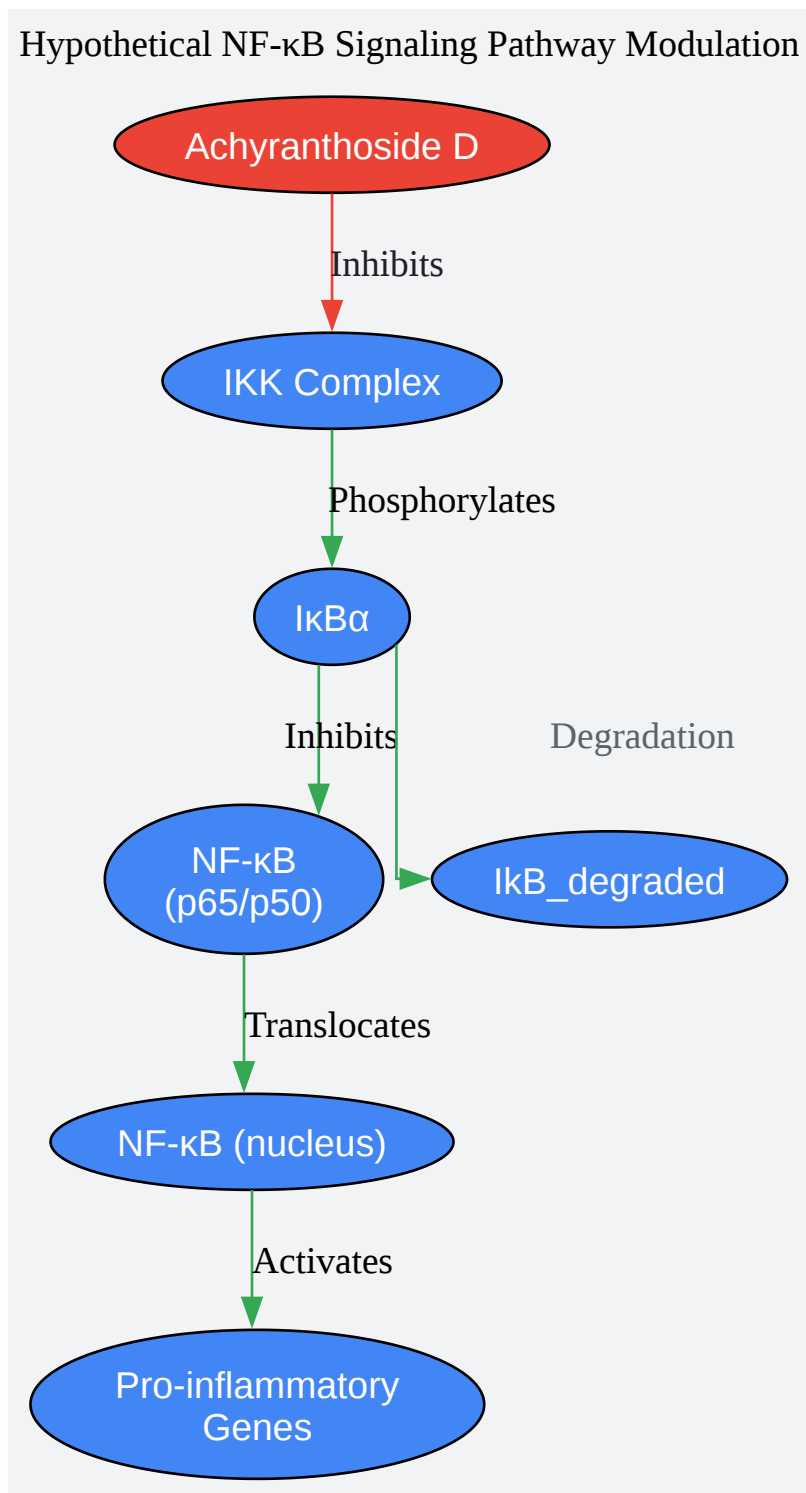 Hypothetical NF-κB Signaling Pathway Modulation
Achyranthoside D
Inhibits
IKK Complex
Phosphorylates
IκBα
Inhibits
Degradation
NF-κB
(p65/p50)
IkB_degraded
Translocates
NF-κB (nucleus)
Activates
Pro-inflammatory
Genes